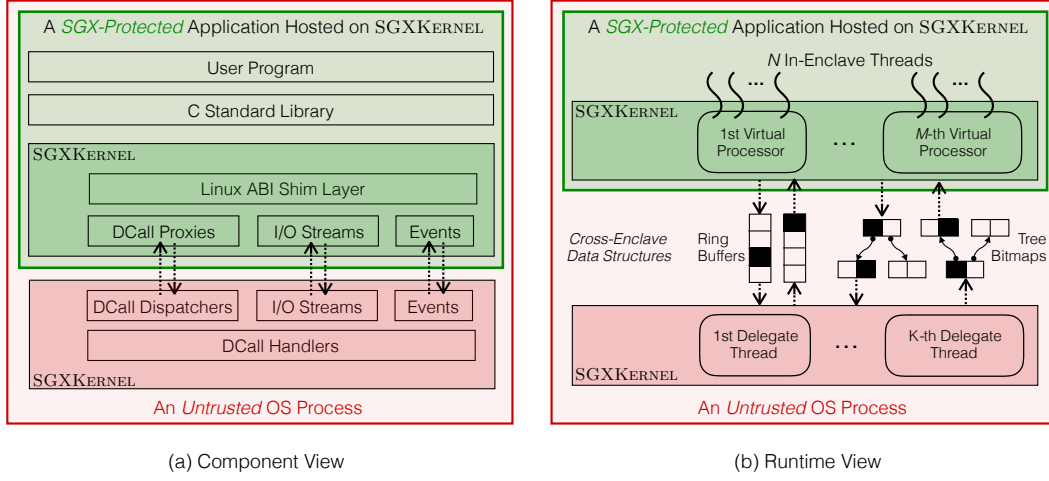 A SGX-Protected Application Hosted on SGXKERNEL
User Program
C Standard Library
SGXKERNEL
Linux ABI Shim Layer
DCall Proxies
I/O Streams
Events
DCall Dispatchers
I/O Streams
Events
DCall Handlers
SGXKERNEL
An Untrusted OS Process
(a) Component View
A SGX-Protected Application Hosted on SGXKERNEL
N In-Enclave Threads
...
...
SGXKERNEL
1st Virtual
Processor
...
M-th Virtual
Processor
Cross-Enclave
Data Structures
Ring
Buffers
Tree
Bitmaps
1st Delegate
Thread
...
K-th Delegate
Thread
SGXKERNEL
An Untrusted OS Process
(b) Runtime View